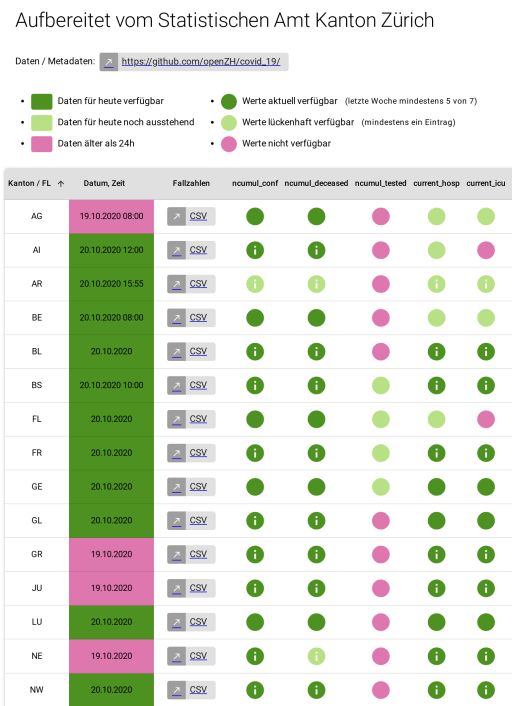 Aufbereitet vom Statistischen Amt Kanton Zürich
Daten / Metadaten: https://github.com/openZH/covid_19/
Daten für heute verfügbar
Werte aktuell verfügbar (letzte Woche mindestens 5 von 7)
Daten für heute noch ausstehend
Werte lückenhaft verfügbar (mindestens ein Eintrag)
Daten älter als 24h
Werte nicht verfügbar
Kanton / FL Datum, Zeit Fallzahlen ncumul_conf ncumul_deceased ncumul_tested current_hosp current_icu
AG 19.10.2020 08:00 CSV
AI 20.10.2020 12:00 CSV
AR 20.10.2020 15:55 CSV
BE 20.10.2020 08:00 CSV
BL 20.10.2020 CSV
BS 20.10.2020 10:00 CSV
FL 20.10.2020 CSV
FR 20.10.2020 CSV
GE 20.10.2020 CSV
GL 20.10.2020 CSV
GR 19.10.2020 CSV
JU 19.10.2020 CSV
LU 20.10.2020 CSV
NE 19.10.2020 CSV
NW 20.10.2020 CSV